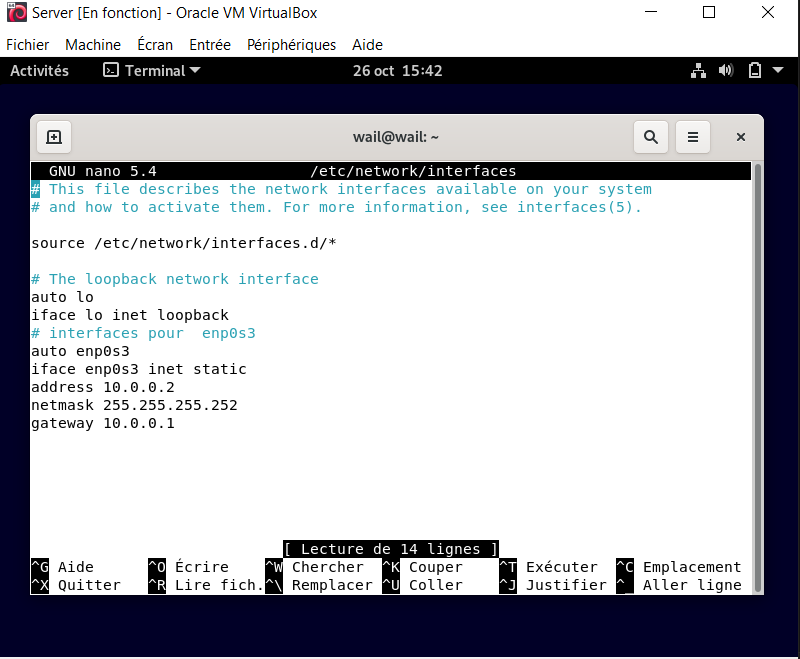 Server [En fonction] - Oracle VM VirtualBox
Fichier Machine Écran Entrée Périphériques Aide
Activités Terminal 26 oct 15:42
wail@wail: ~
GNU nano 5.4 /etc/network/interfaces
# This file describes the network interfaces available on your system
# and how to activate them. For more information, see interfaces(5).
source /etc/network/interfaces.d/*
# The loopback network interface
auto lo
iface lo inet loopback
# interfaces pour  enp0s3
auto enp0s3
iface enp0s3 inet static
address 10.0.0.2
netmask 255.255.255.252
gateway 10.0.0.1
[ Lecture de 14 lignes ]
^G Aide ^O Écrire ^W Chercher ^K Couper ^T Exécuter ^C Emplacement
^X Quitter ^R Lire fich. ^\ Remplacer ^U Coller ^J Justifier ^_ Aller ligne